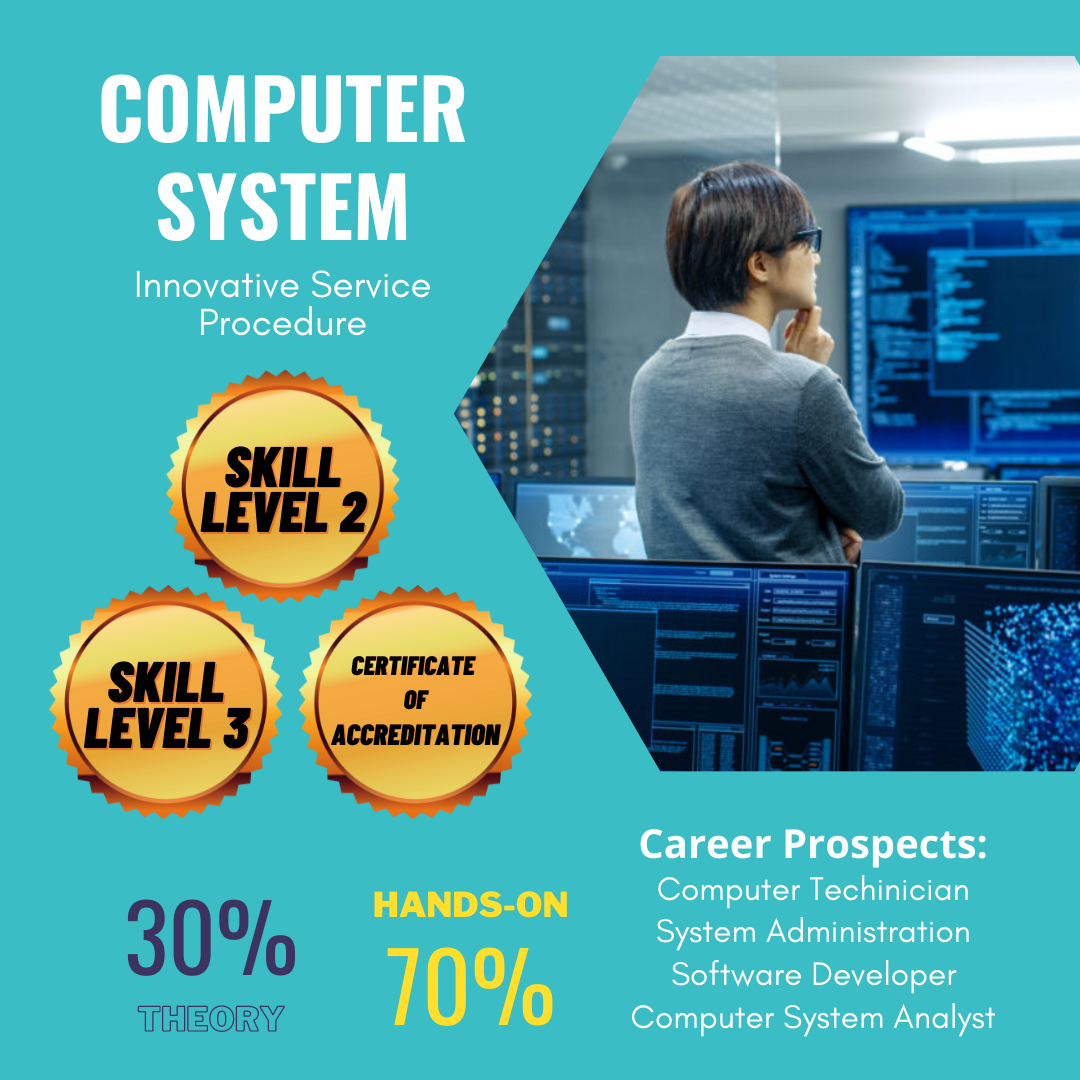 COMPUTER
SYSTEM
Innovative Service
Procedure
SKILL
LEVEL 2
SKILL
LEVEL 3
CERTIFICATE
OF
ACCREDITATION
30%
THEORY
HANDS-ON
70%
Career Prospects:
Computer Techinician
System Administration
Software Developer
Computer System Analyst